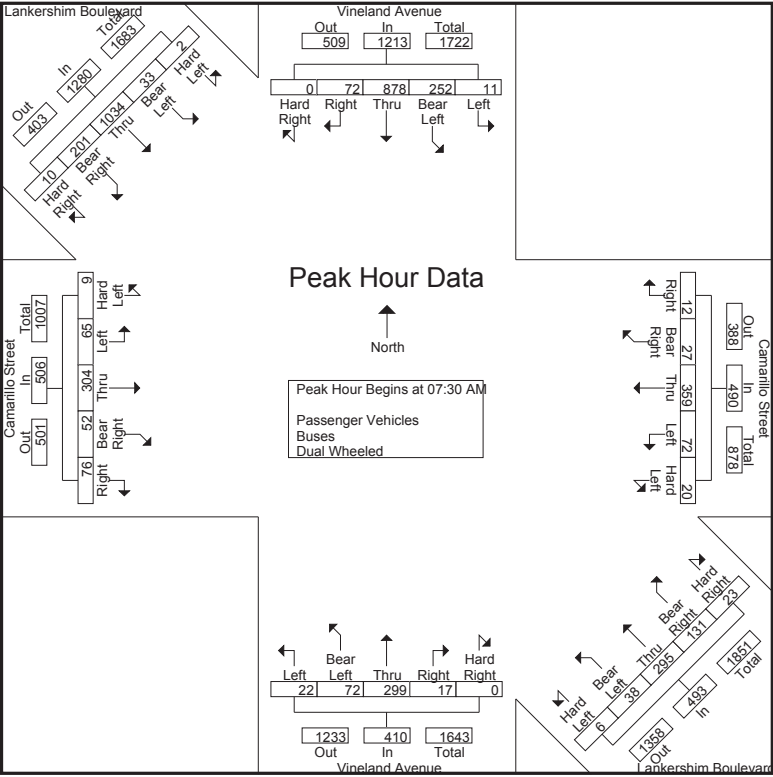 Lankershim Boulevard
Out
In
Total
403
1280
1683
10
201
1034
33
2
Hard
Right
Bear
Right
Thru
Bear
Left
Hard
Left
Vineland Avenue
Out
In
Total
509
1213
1722
0
72
878
252
11
Hard
Right
Right
Thru
Bear
Left
Left
Camarillo Street
Total
In
Out
1007
506
501
9
65
304
52
76
Hard
Left
Left
Thru
Bear
Right
Right
Peak Hour Data
North
Peak Hour Begins at 07:30 AM
Passenger Vehicles
Buses
Dual Wheeled
Right
Bear
Right
Thru
Left
Hard
Left
12
27
359
72
20
Out
In
Total
388
490
878
Camarillo Street
Left
Bear
Left
Thru
Right
Hard
Right
22
72
299
17
0
1233
410
1643
Out
In
Total
Vineland Avenue
Hard
Left
Bear
Left
Thru
Bear
Right
Hard
Right
6
38
295
131
23
1358
493
1851
Out
In
Total
Lankershim Boulevard